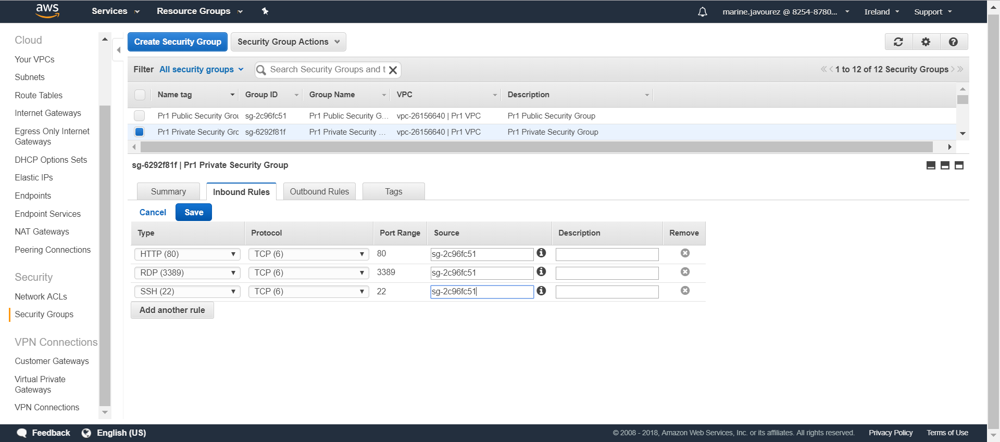 aws Services Resource Groups marine.javourez @ 8254-8780... Ireland Support
Cloud
Your VPCs
Subnets
Route Tables
Internet Gateways
Egress Only Internet
Gateways
DHCP Options Sets
Elastic IPs
Endpoints
Endpoint Services
NAT Gateways
Peering Connections
Security
Network ACLs
Security Groups
VPN Connections
Customer Gateways
Virtual Private
Gateways
VPN Connections
Create Security Group Security Group Actions
Filter All security groups Search Security Groups and t 1 to 12 of 12 Security Groups
Name tag Group ID Group Name VPC Description
Pr1 Public Security Grou sg-2c96fc51 Pr1 Public Security G... vpc-26156640 | Pr1 VPC Pr1 Public Security Group
Pr1 Private Security Grc sg-6292f81f Pr1 Private Security ... vpc-26156640 | Pr1 VPC Pr1 Private Security Group
sg-6292f81f | Pr1 Private Security Group
Summary Inbound Rules Outbound Rules Tags
Cancel Save
Type Protocol Port Range Source Description Remove
HTTP (80) TCP (6) 80 sg-2c96fc51
RDP (3389) TCP (6) 3389 sg-2c96fc51
SSH (22) TCP (6) 22 sg-2c96fc51
Add another rule
Feedback English (US) © 2008 - 2018, Amazon Web Services, Inc. or its affiliates. All rights reserved. Privacy Policy Terms of Use